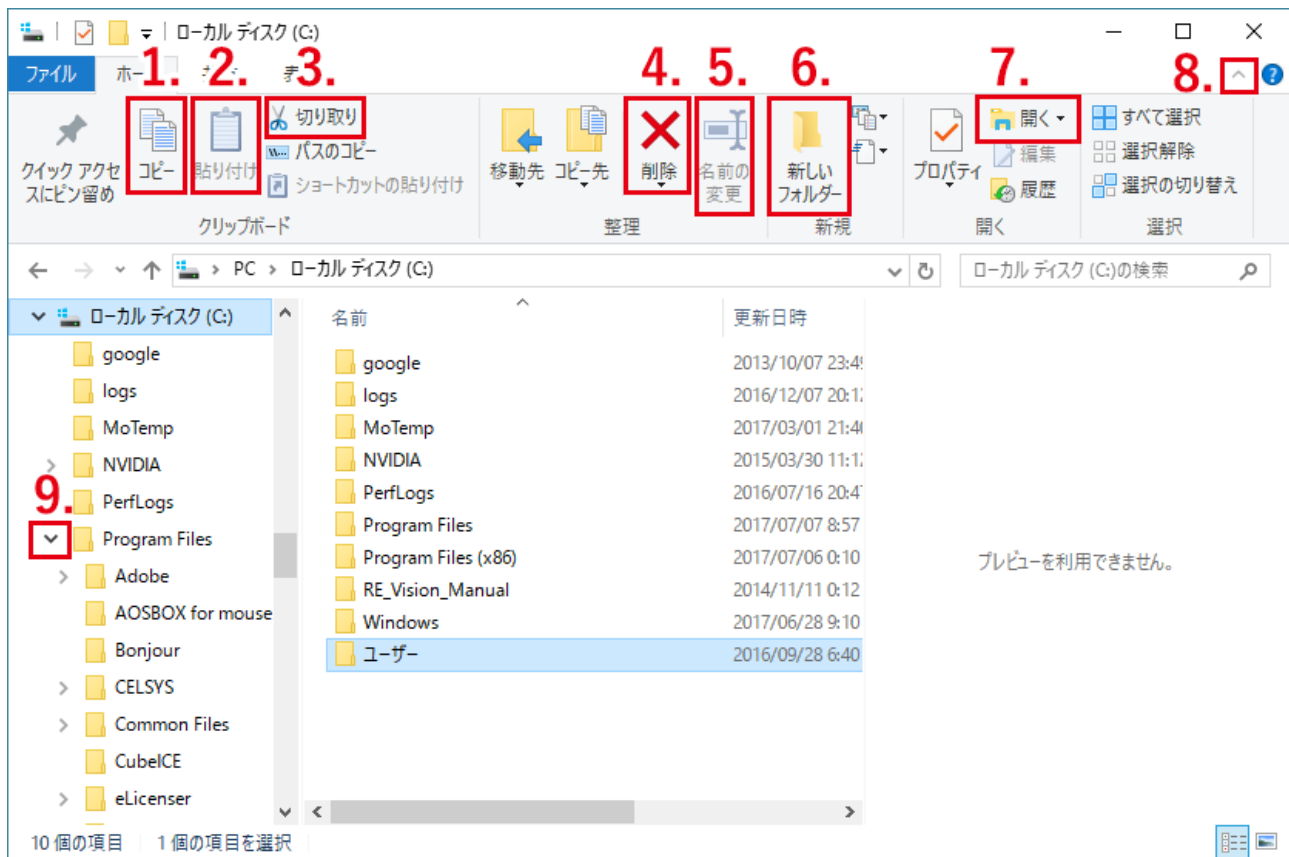 ローカル ディスク (C:)
ファイル
1. 2. 3. 4. 5. 6. 7. 8.
クイック アクセスにピン留め
コピー
貼り付け
切り取り
パスのコピー
ショートカットの貼り付け
クリップボード
移動先
コピー先
削除
名前の変更
整理
新しいフォルダー
新規
プロパティ
開く
編集
履歴
開く
すべて選択
選択解除
選択の切り替え
選択
PC > ローカル ディスク (C:)
ローカル ディスク (C:)の検索
ローカル ディスク (C:)
google
logs
MoTemp
NVIDIA
9.
PerfLogs
Program Files
Adobe
AOSBOX for mouse
Bonjour
CELSYS
Common Files
CubeICE
eLicenser
名前 更新日時
google 2013/10/07 23:49
logs 2016/12/07 20:12
MoTemp 2017/03/01 21:4
NVIDIA 2015/03/30 11:12
PerfLogs 2016/07/16 20:47
Program Files 2017/07/07 8:57
Program Files (x86) 2017/07/06 0:10
RE_Vision_Manual 2014/11/11 0:12
Windows 2017/06/28 9:10
ユーザー 2016/09/28 6:40
プレビューを利用できません。
10 個の項目 1 個の項目を選択